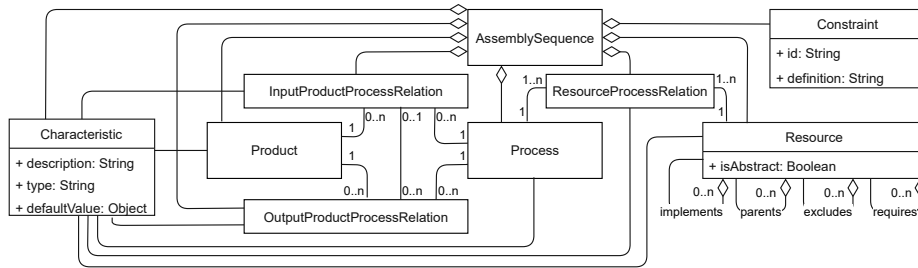 AssemblySequence
Constraint
+ id: String
+ definition: String
InputProductProcessRelation
1..n
ResourceProcessRelation
1..n
Characteristic
+ description: String
+ type: String
+ defaultValue: Object
0..n
0..1
0..n
1
1
1
1
Product
Process
Resource
+ isAbstract: Boolean
1
1
0..n
0..n
0..n
OutputProductProcessRelation
0..n
0..n
0..n
0..n
implements
parents
excludes
requires